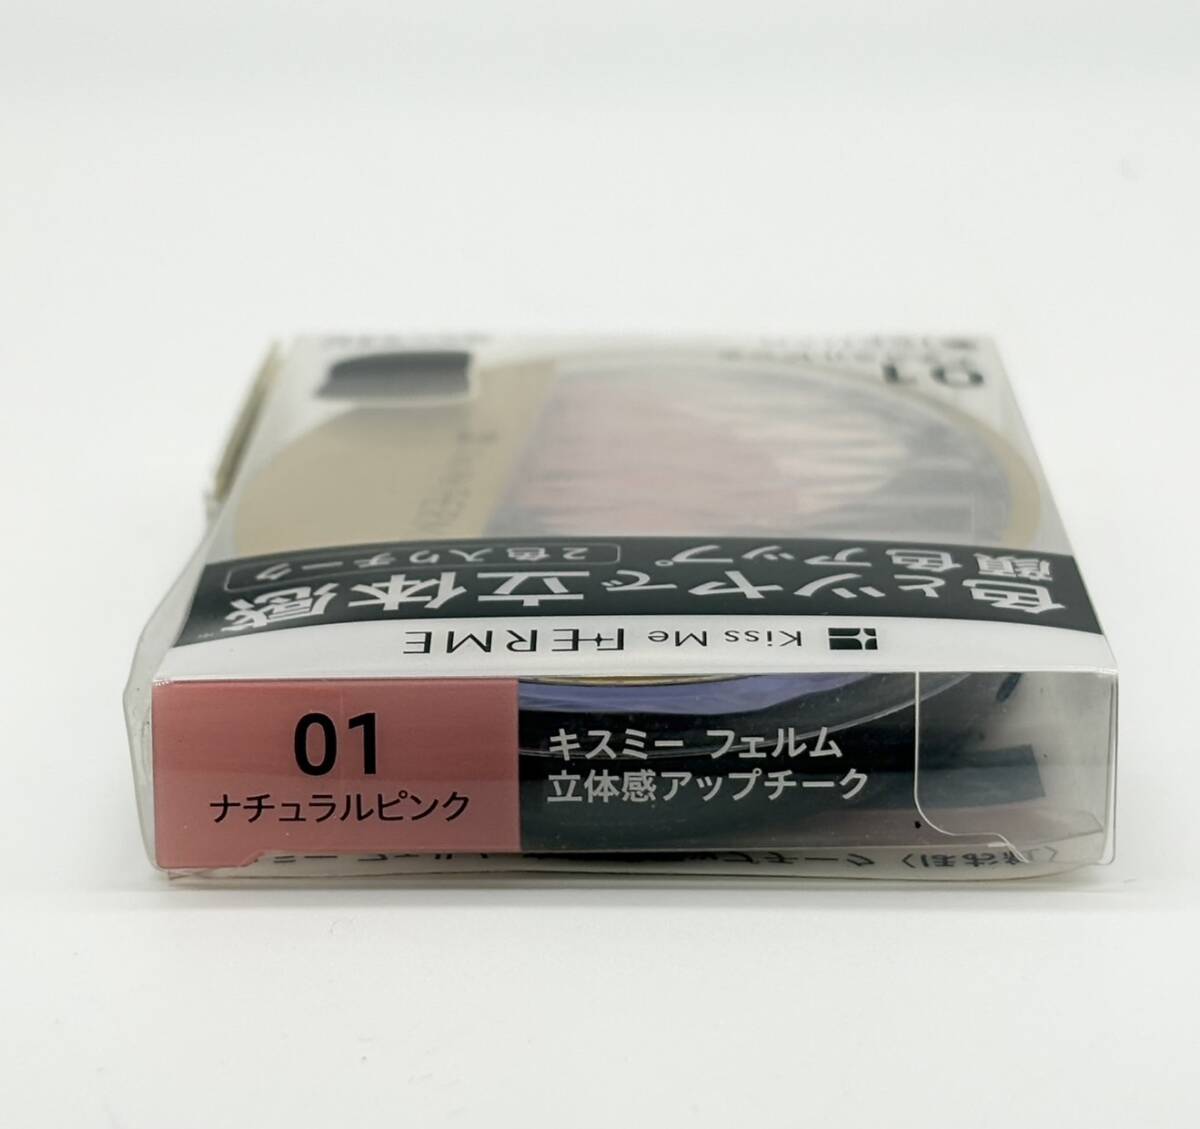 01
ナチュラルピンク
キスミー フェルム
立体感アップチーク
Kiss Me FERME
色とツヤで立体感
顔色アップ
2色入りチーク
01